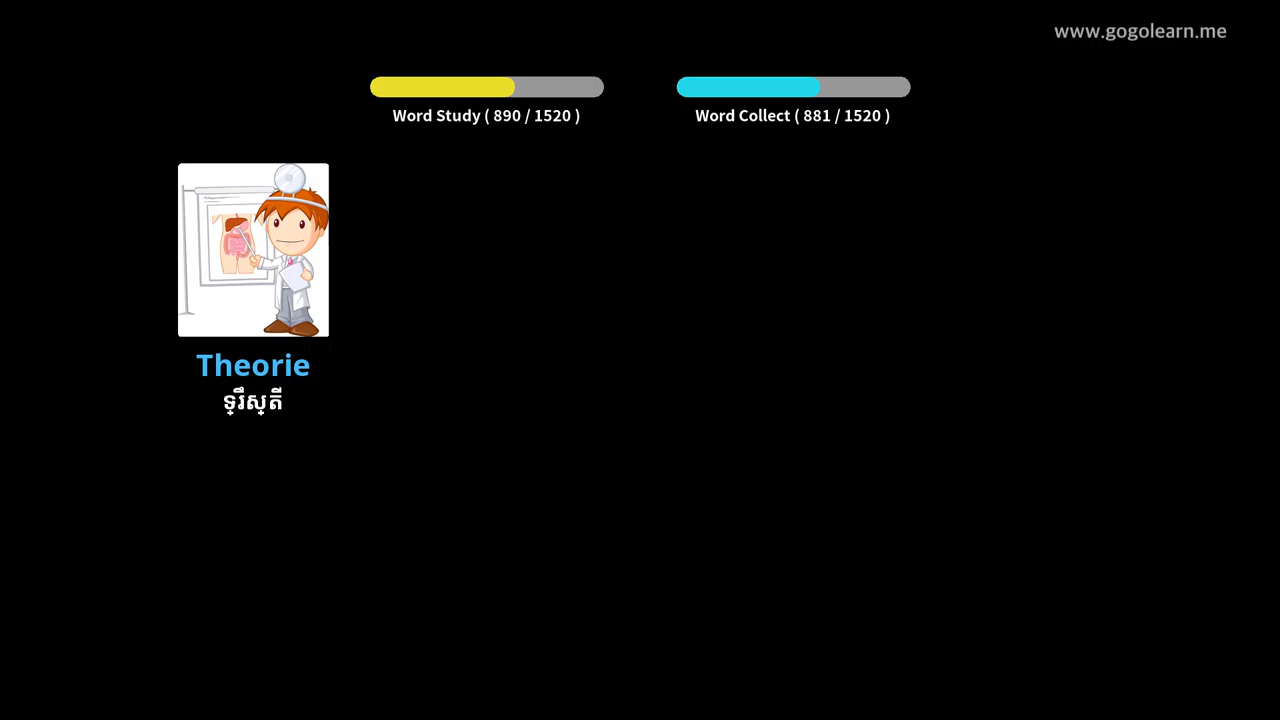 www.gogolearn.me
Word Study ( 890 / 1520 )
Word Collect ( 881 / 1520 )
Theorie
ទ្រឹស្តី